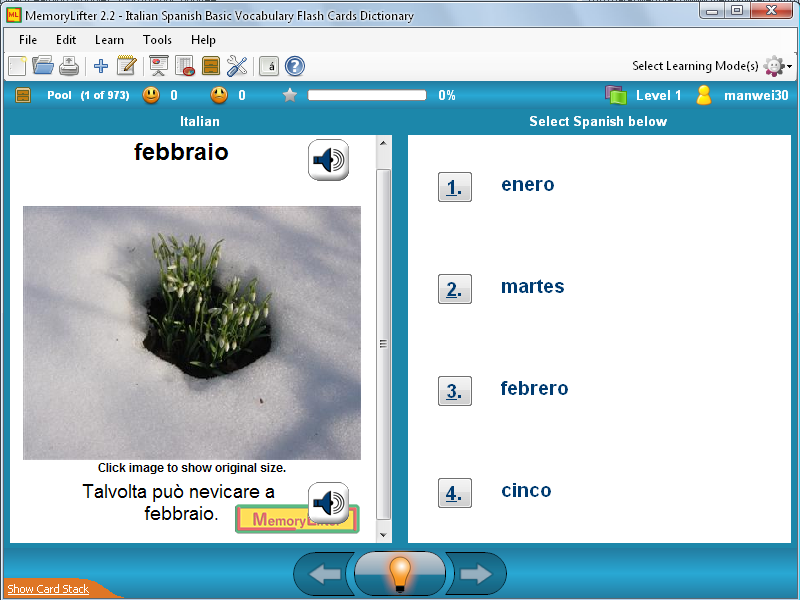 MemoryLifter 2.2 - Italian Spanish Basic Vocabulary Flash Cards Dictionary
File Edit Learn Tools Help
á Select Learning Mode(s)
Pool (1 of 973) 0 0 0% Level 1 manwei30
Italian
Select Spanish below
febbraio
1. enero
2. martes
3. febrero
4. cinco
Click image to show original size.
Talvolta può nevicare a
febbraio.
MemoryLifter
Show Card Stack